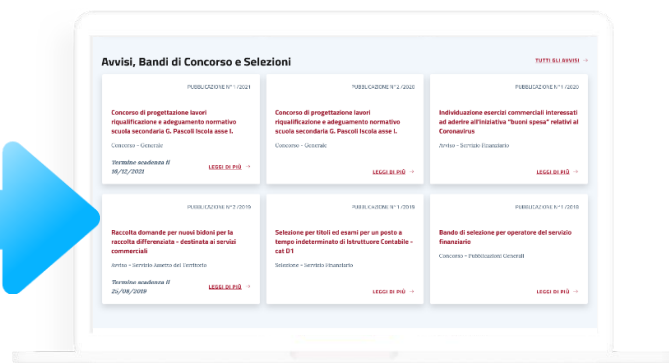 Avvisi, Bandi di Concorso e Selezioni
TUTTI GLI AVVISI →
PUBBLICAZIONE N° 1 /2021
Concorso di progettazione lavori
riqualificazione e adeguamento normativo
scuola secondaria G. Pascoli Iscola asse I.
Concorso - Generale
Termine scadenza il
18/12/2021
LEGGI DI PIÙ →
PUBBLICAZIONE N° 2 /2020
Concorso di progettazione lavori
riqualificazione e adeguamento normativo
scuola secondaria G. Pascoli Iscola asse I.
Concorso - Generale
LEGGI DI PIÙ →
PUBBLICAZIONE N° 1 /2020
Individuazione esercizi commerciali interessati
ad aderire all'iniziativa "buoni spesa" relativi al
Coronavirus
Avviso - Servizio Finanziario
LEGGI DI PIÙ →
PUBBLICAZIONE N° 2 /2019
Raccolta domande per nuovi bidoni per la
raccolta differenziata - destinata ai servizi
commerciali
Avviso - Servizio Assetto del Territorio
Termine scadenza il
25/09/2019
LEGGI DI PIÙ →
PUBBLICAZIONE N° 1 /2019
Selezione per titoli ed esami per un posto a
tempo indeterminato di Istruttore Contabile -
cat D1
Selezione - Servizio Finanziario
LEGGI DI PIÙ →
PUBBLICAZIONE N° 1 /2018
Bando di selezione per operatore del servizio
finanziario
Concorso - Pubblicazioni Generali
LEGGI DI PIÙ →